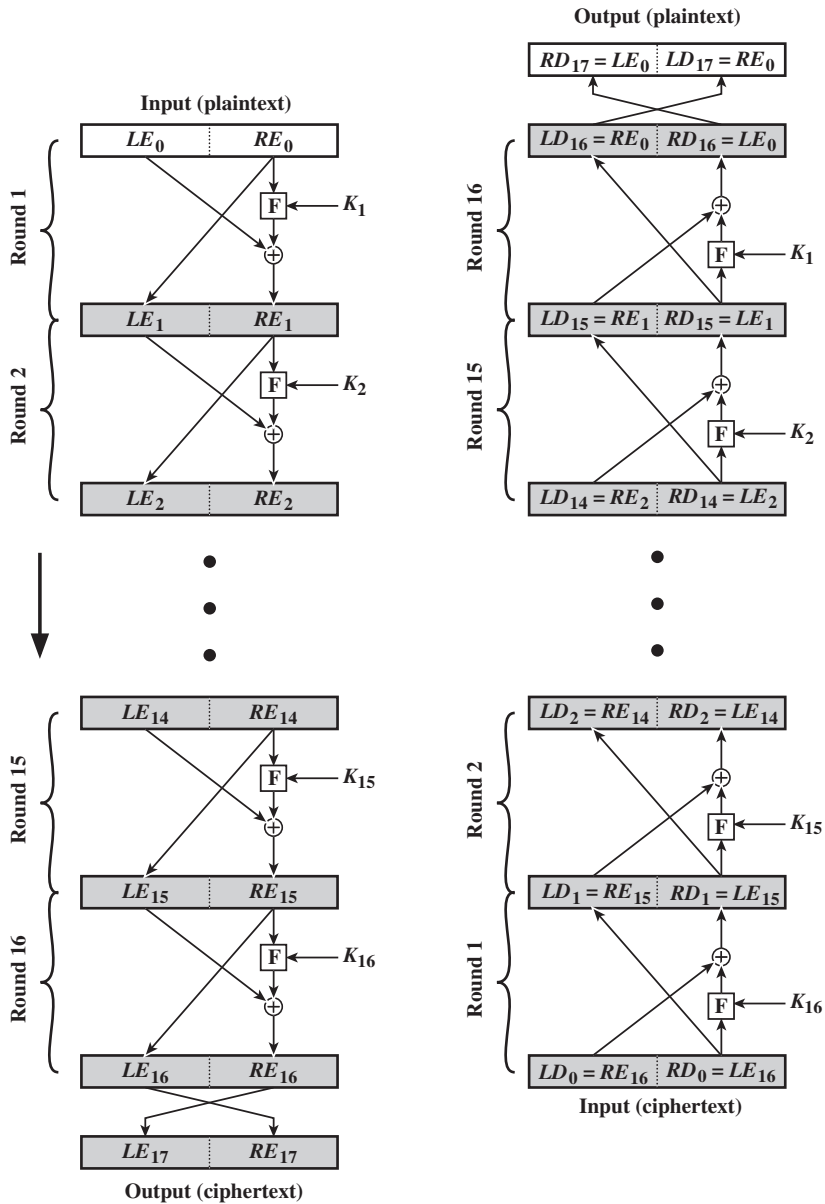 Input (plaintext)
LE₀ RE₀
Round 1
F
K₁
+
LE₁ RE₁
Round 2
F
K₂
+
LE₂ RE₂
LE₁₄ RE₁₄
Round 15
F
K₁₅
+
LE₁₅ RE₁₅
Round 16
F
K₁₆
+
LE₁₆ RE₁₆
LE₁₇ RE₁₇
Output (ciphertext)
Output (plaintext)
RD₁₇ = LE₀ LD₁₇ = RE₀
LD₁₆ = RE₀ RD₁₆ = LE₀
Round 16
+
F
K₁
LD₁₅ = RE₁ RD₁₅ = LE₁
Round 15
+
F
K₂
LD₁₄ = RE₂ RD₁₄ = LE₂
LD₂ = RE₁₄ RD₂ = LE₁₄
Round 2
+
F
K₁₅
LD₁ = RE₁₅ RD₁ = LE₁₅
Round 1
+
F
K₁₆
LD₀ = RE₁₆ RD₀ = LE₁₆
Input (ciphertext)